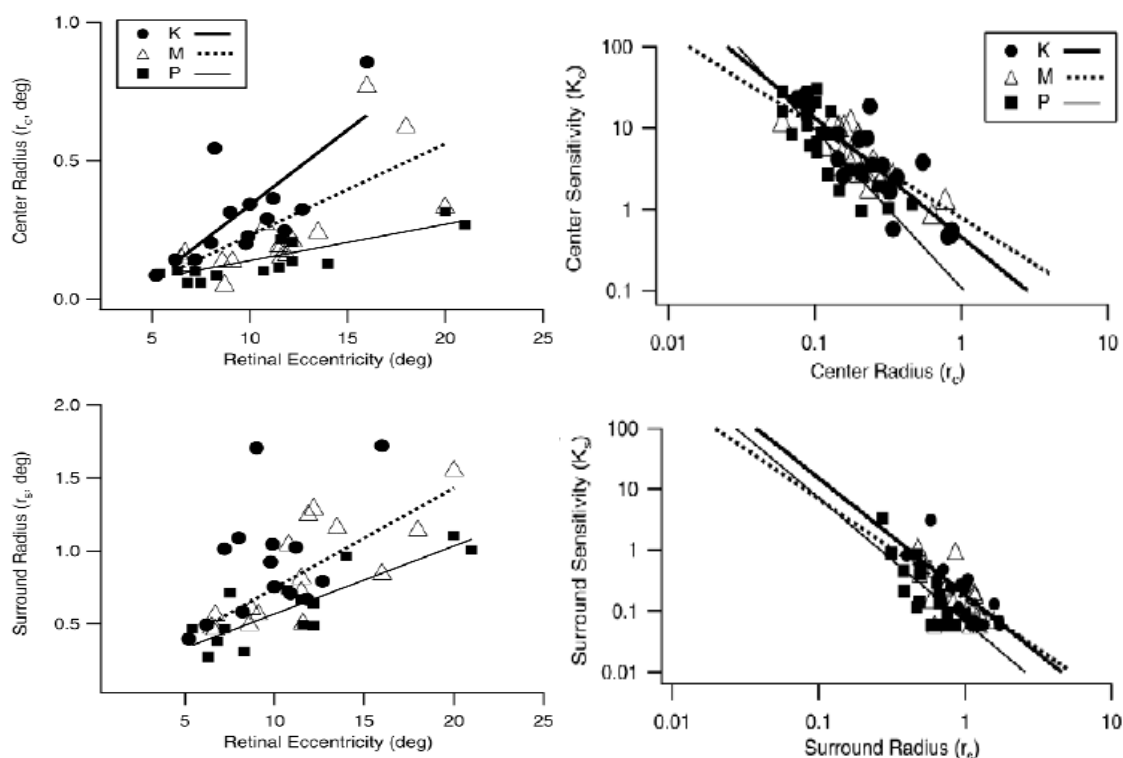 1.0
0.5
0.0
Center Radius (rc, deg)
K
M
P
5 10 15 20 25
Retinal Eccentricity (deg)
100
10
1
0.1
Center Sensitivity (Kc)
K
M
P
0.01 0.1 1 10
Center Radius (rc)
2.0
1.5
1.0
0.5
Surround Radius (rs, deg)
5 10 15 20 25
Retinal Eccentricity (deg)
100
10
1
0.1
0.01
Surround Sensitivity (Ks)
0.01 0.1 1 10
Surround Radius (rs)